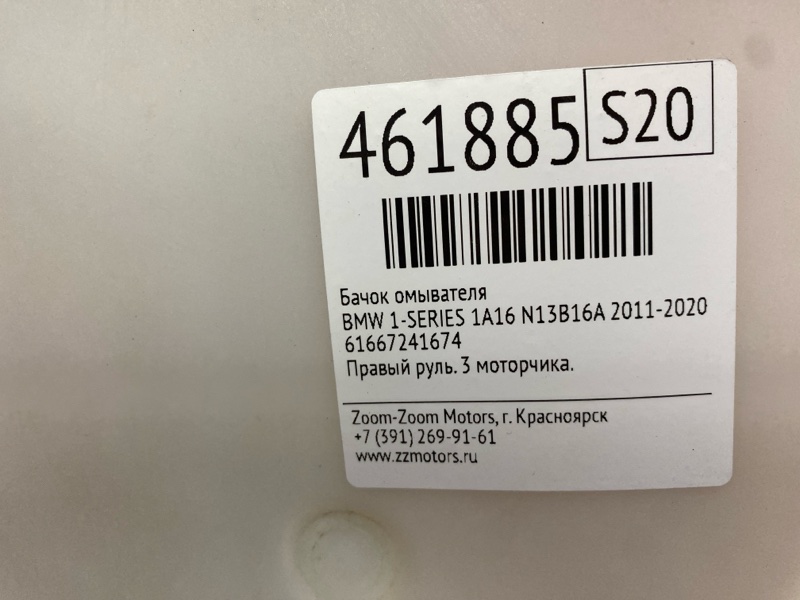 461885 S20
Бачок омывателя
BMW 1-SERIES 1A16 N13B16A 2011-2020
61667241674
Правый руль. 3 моторчика.
Zoom-Zoom Motors, г. Красноярск
+7 (391) 269-91-61
www.zzmotors.ru